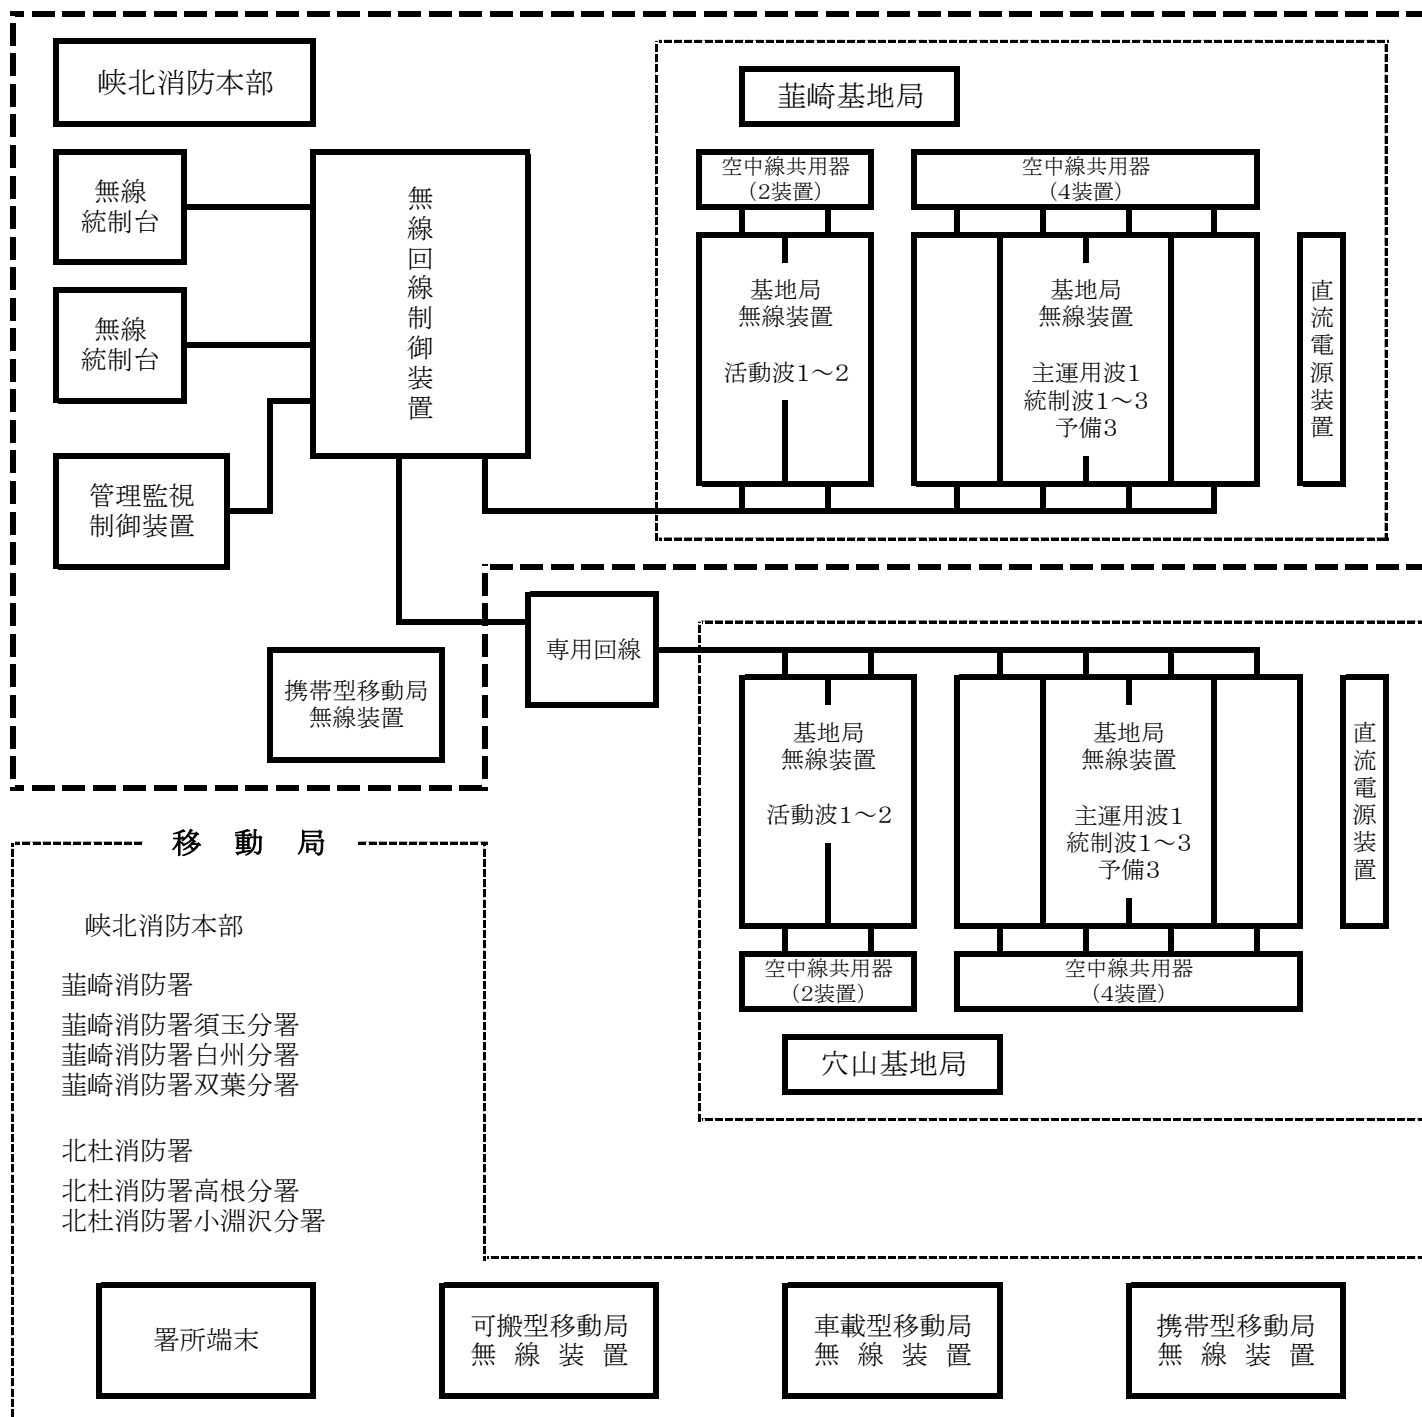 峡北消防本部
韮崎基地局
無線
統制台
無線回線制御装置
空中線共用器
（2装置）
空中線共用器
（4装置）
無線
統制台
基地局
無線装置
活動波1～2
基地局
無線装置
主運用波1
統制波1～3
予備3
直流電源装置
管理監視
制御装置
専用回線
携帯型移動局
無線装置
基地局
無線装置
活動波1～2
基地局
無線装置
主運用波1
統制波1～3
予備3
直流電源装置
空中線共用器
（2装置）
空中線共用器
（4装置）
穴山基地局
移 動 局
峡北消防本部
韮崎消防署
韮崎消防署須玉分署
韮崎消防署白州分署
韮崎消防署双葉分署
北杜消防署
北杜消防署高根分署
北杜消防署小淵沢分署
署所端末
可搬型移動局
無 線 装 置
車載型移動局
無 線 装 置
携帯型移動局
無 線 装 置